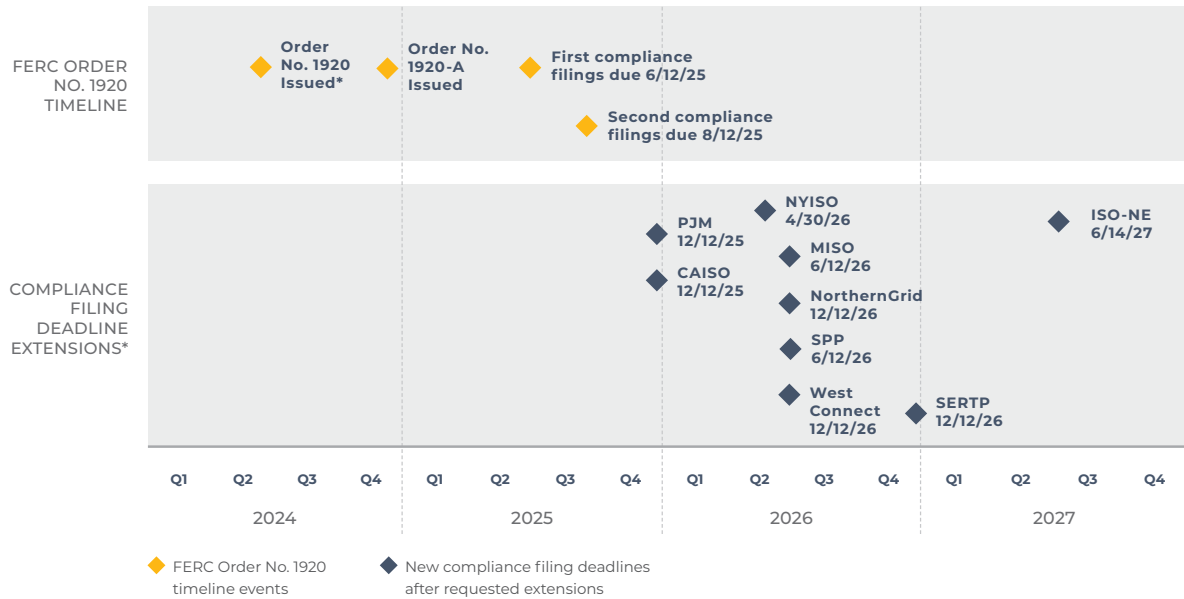 FERC ORDER
NO. 1920
TIMELINE
Order
No. 1920
Issued*
Order No.
1920-A
Issued
First compliance
filings due 6/12/25
Second compliance
filings due 8/12/25
COMPLIANCE
FILING
DEADLINE
EXTENSIONS*
PJM
12/12/25
CAISO
12/12/25
NYISO
4/30/26
MISO
6/12/26
NorthernGrid
12/12/26
SPP
6/12/26
West
Connect
12/12/26
SERTP
12/12/26
ISO-NE
6/14/27
Q1 Q2 Q3 Q4 Q1 Q2 Q3 Q4 Q1 Q2 Q3 Q4 Q1 Q2 Q3 Q4
2024 2025 2026 2027
FERC Order No. 1920
timeline events
New compliance filing deadlines
after requested extensions